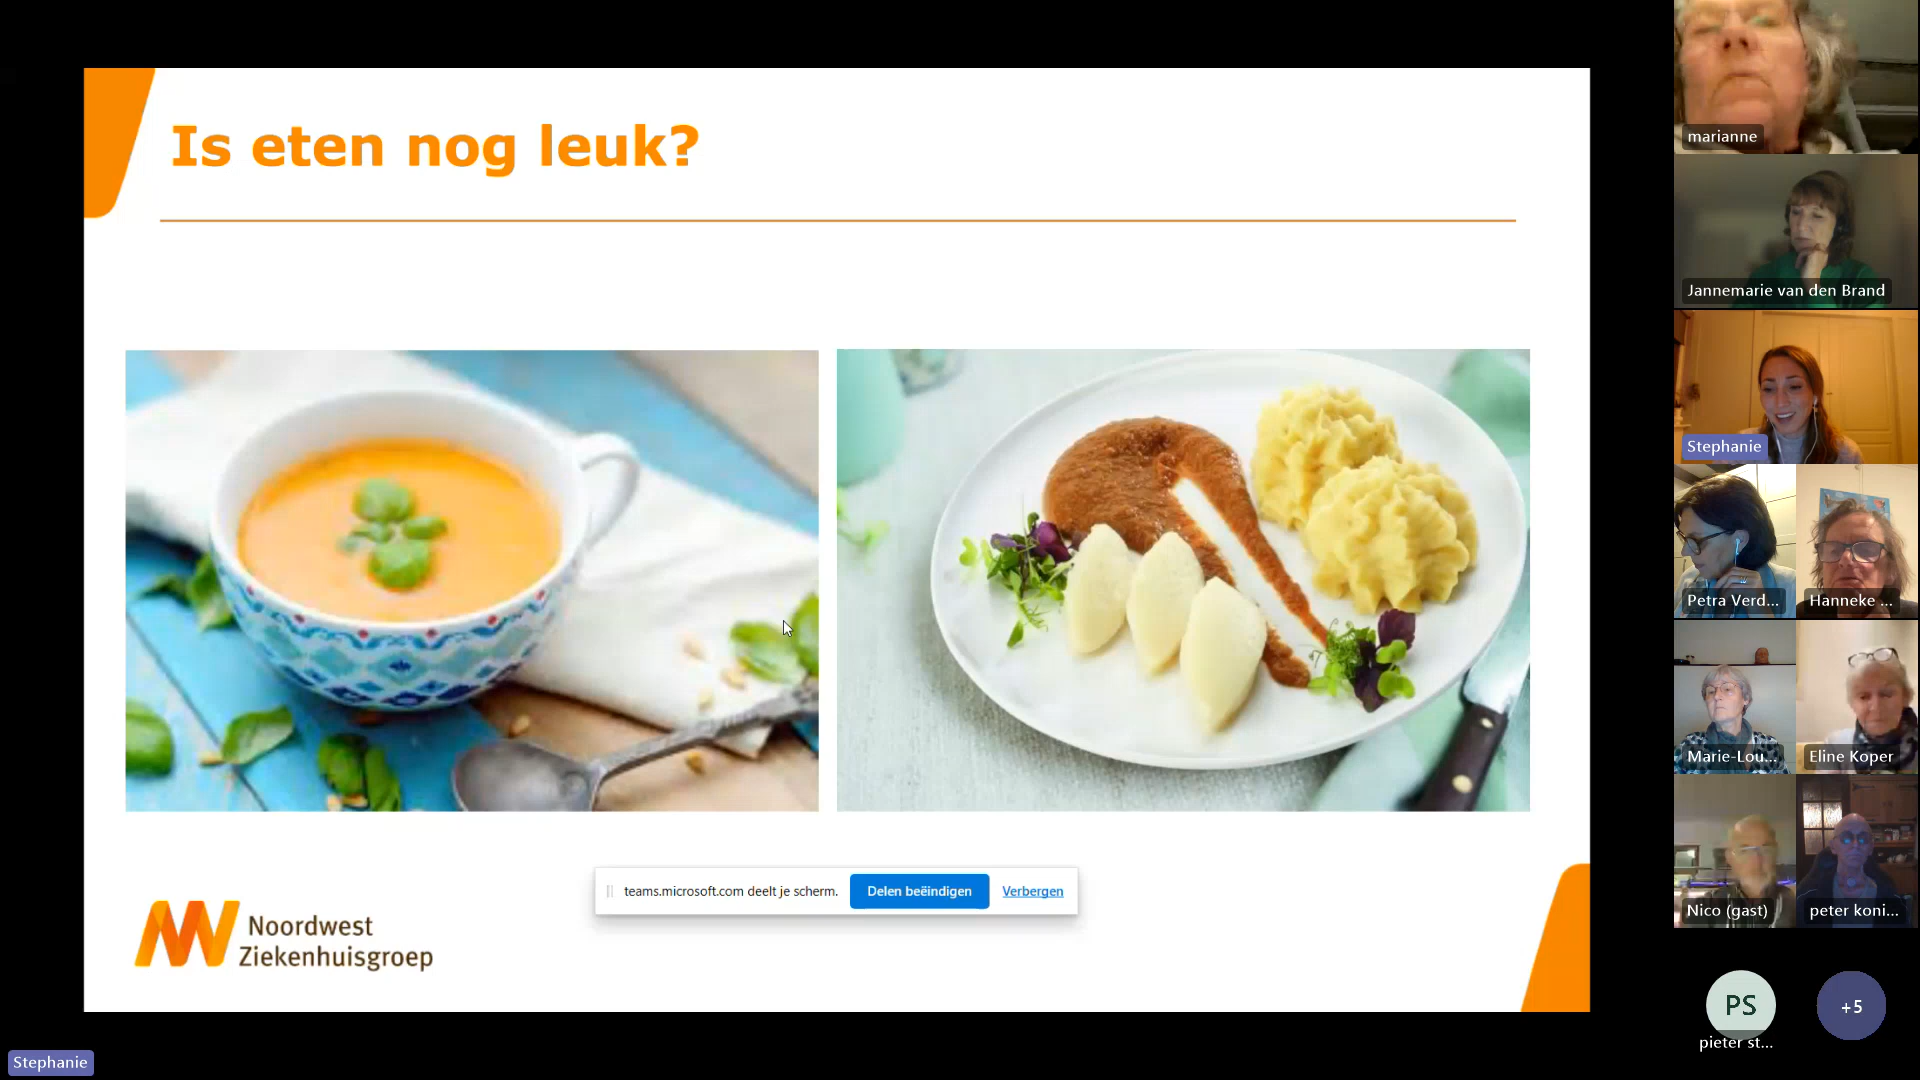 Is eten nog leuk?
teams.microsoft.com deelt je scherm.
Delen beëindigen
Verbergen
Noordwest
Ziekenhuisgroep
Stephanie
marianne
Jannemarie van den Brand
Stephanie
Petra Verd...
Hanneke ...
Marie-Lou...
Eline Koper
Nico (gast)
peter koni...
PS
pieter st...
+5